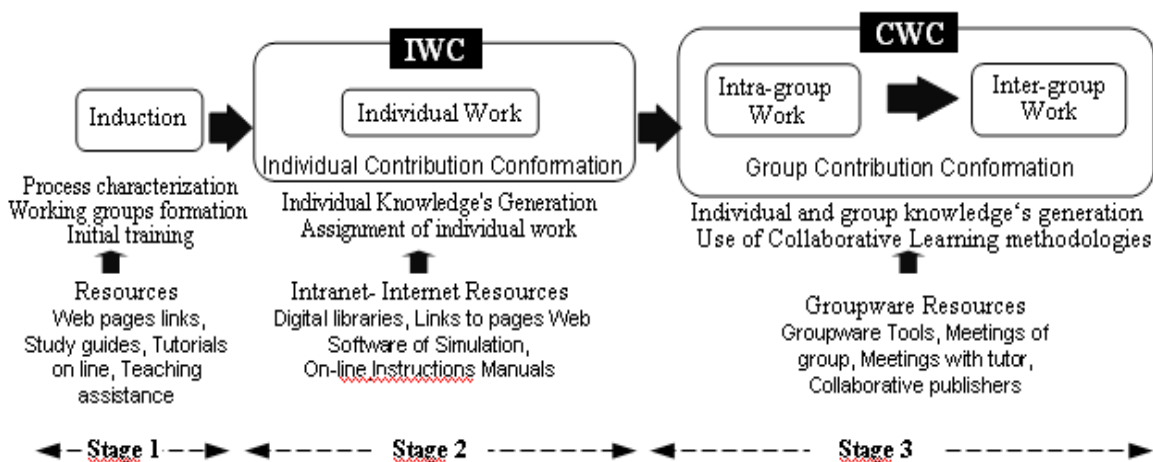 IWC
CWC
Induction
Individual Work
Intra-group
Work
Inter-group
Work
Individual Contribution Conformation
Group Contribution Conformation
Process characterization
Working groups formation
Initial training
Individual Knowledge's Generation
Assignment of individual work
Individual and group knowledge‘s generation
Use of Collaborative Learning methodologies
Resources
Web pages links,
Study guides, Tutorials
on line, Teaching
assistance
Intranet- Internet Resources
Digital libraries, Links to pages Web
Software of Simulation,
On-line Instructions Manuals
Groupware Resources
Groupware Tools, Meetings of
group, Meetings with tutor,
Collaborative publishers
Stage 1
Stage 2
Stage 3